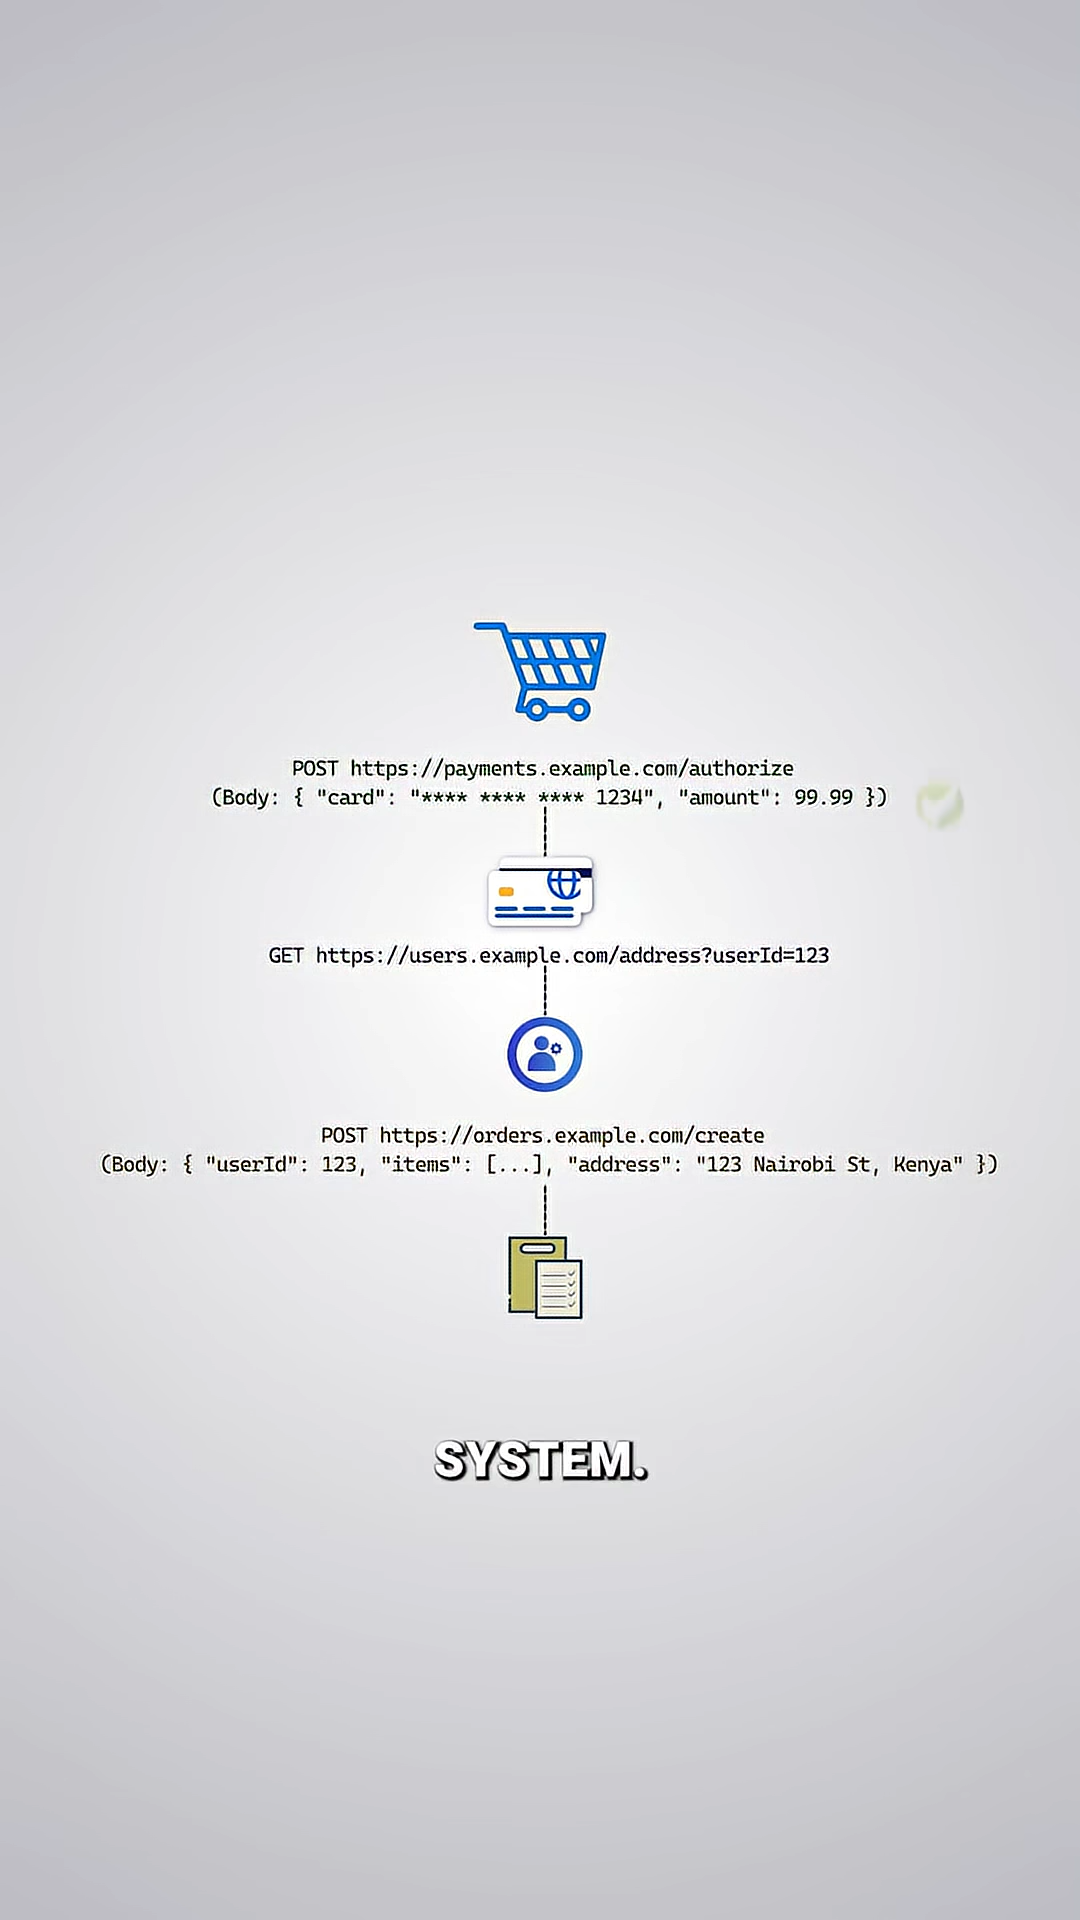 POST https://payments.example.com/authorize
(Body: { "card": "**** **** **** 1234", "amount": 99.99 })
GET https://users.example.com/address?userId=123
POST https://orders.example.com/create
(Body: { "userId": 123, "items": [...], "address": "123 Nairobi St, Kenya" })
SYSTEM.